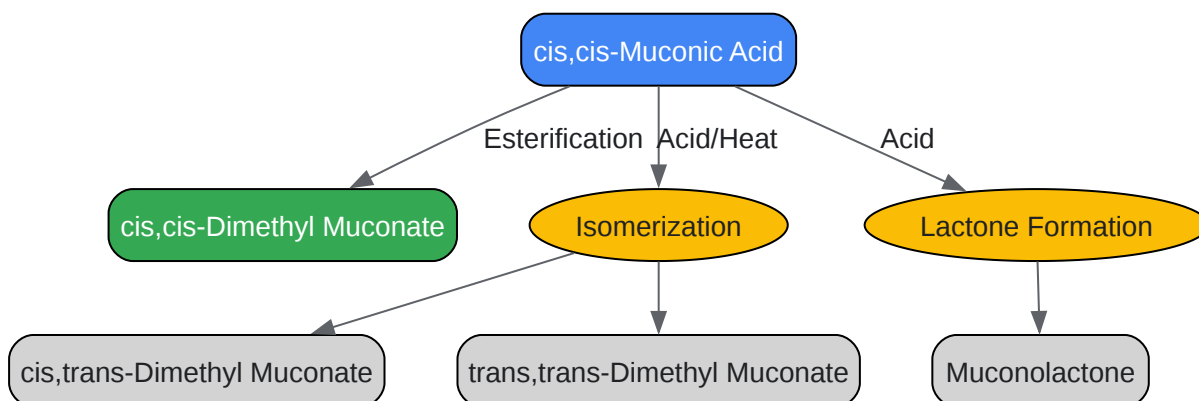 cis,cis-Muconic Acid
Esterification
Acid/Heat
Acid
cis,cis-Dimethyl Muconate
Isomerization
Lactone Formation
cis,trans-Dimethyl Muconate
trans,trans-Dimethyl Muconate
Muconolactone